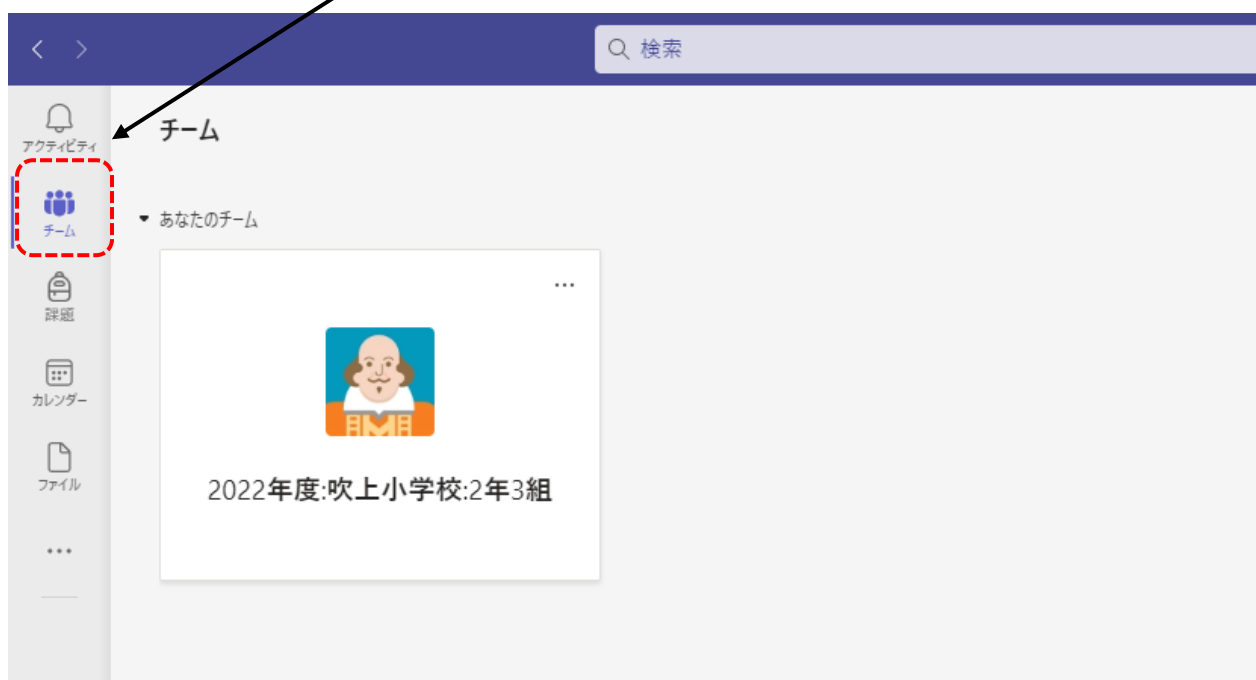 検索
アクティビティ
チーム
課題
カレンダー
ファイル
チーム
あなたのチーム
2022年度:吹上小学校:2年3組